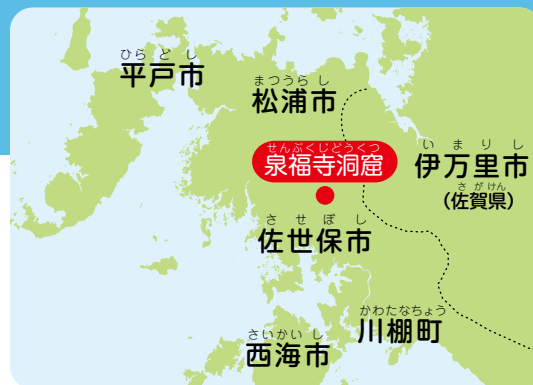 ひらどし
平戸市
まつうらし
松浦市
せんぷくじどうくつ
泉福寺洞窟
いまりし
伊万里市
さがけん
(佐賀県)
させぼし
佐世保市
かわたなちょう
川棚町
さいかいし
西海市